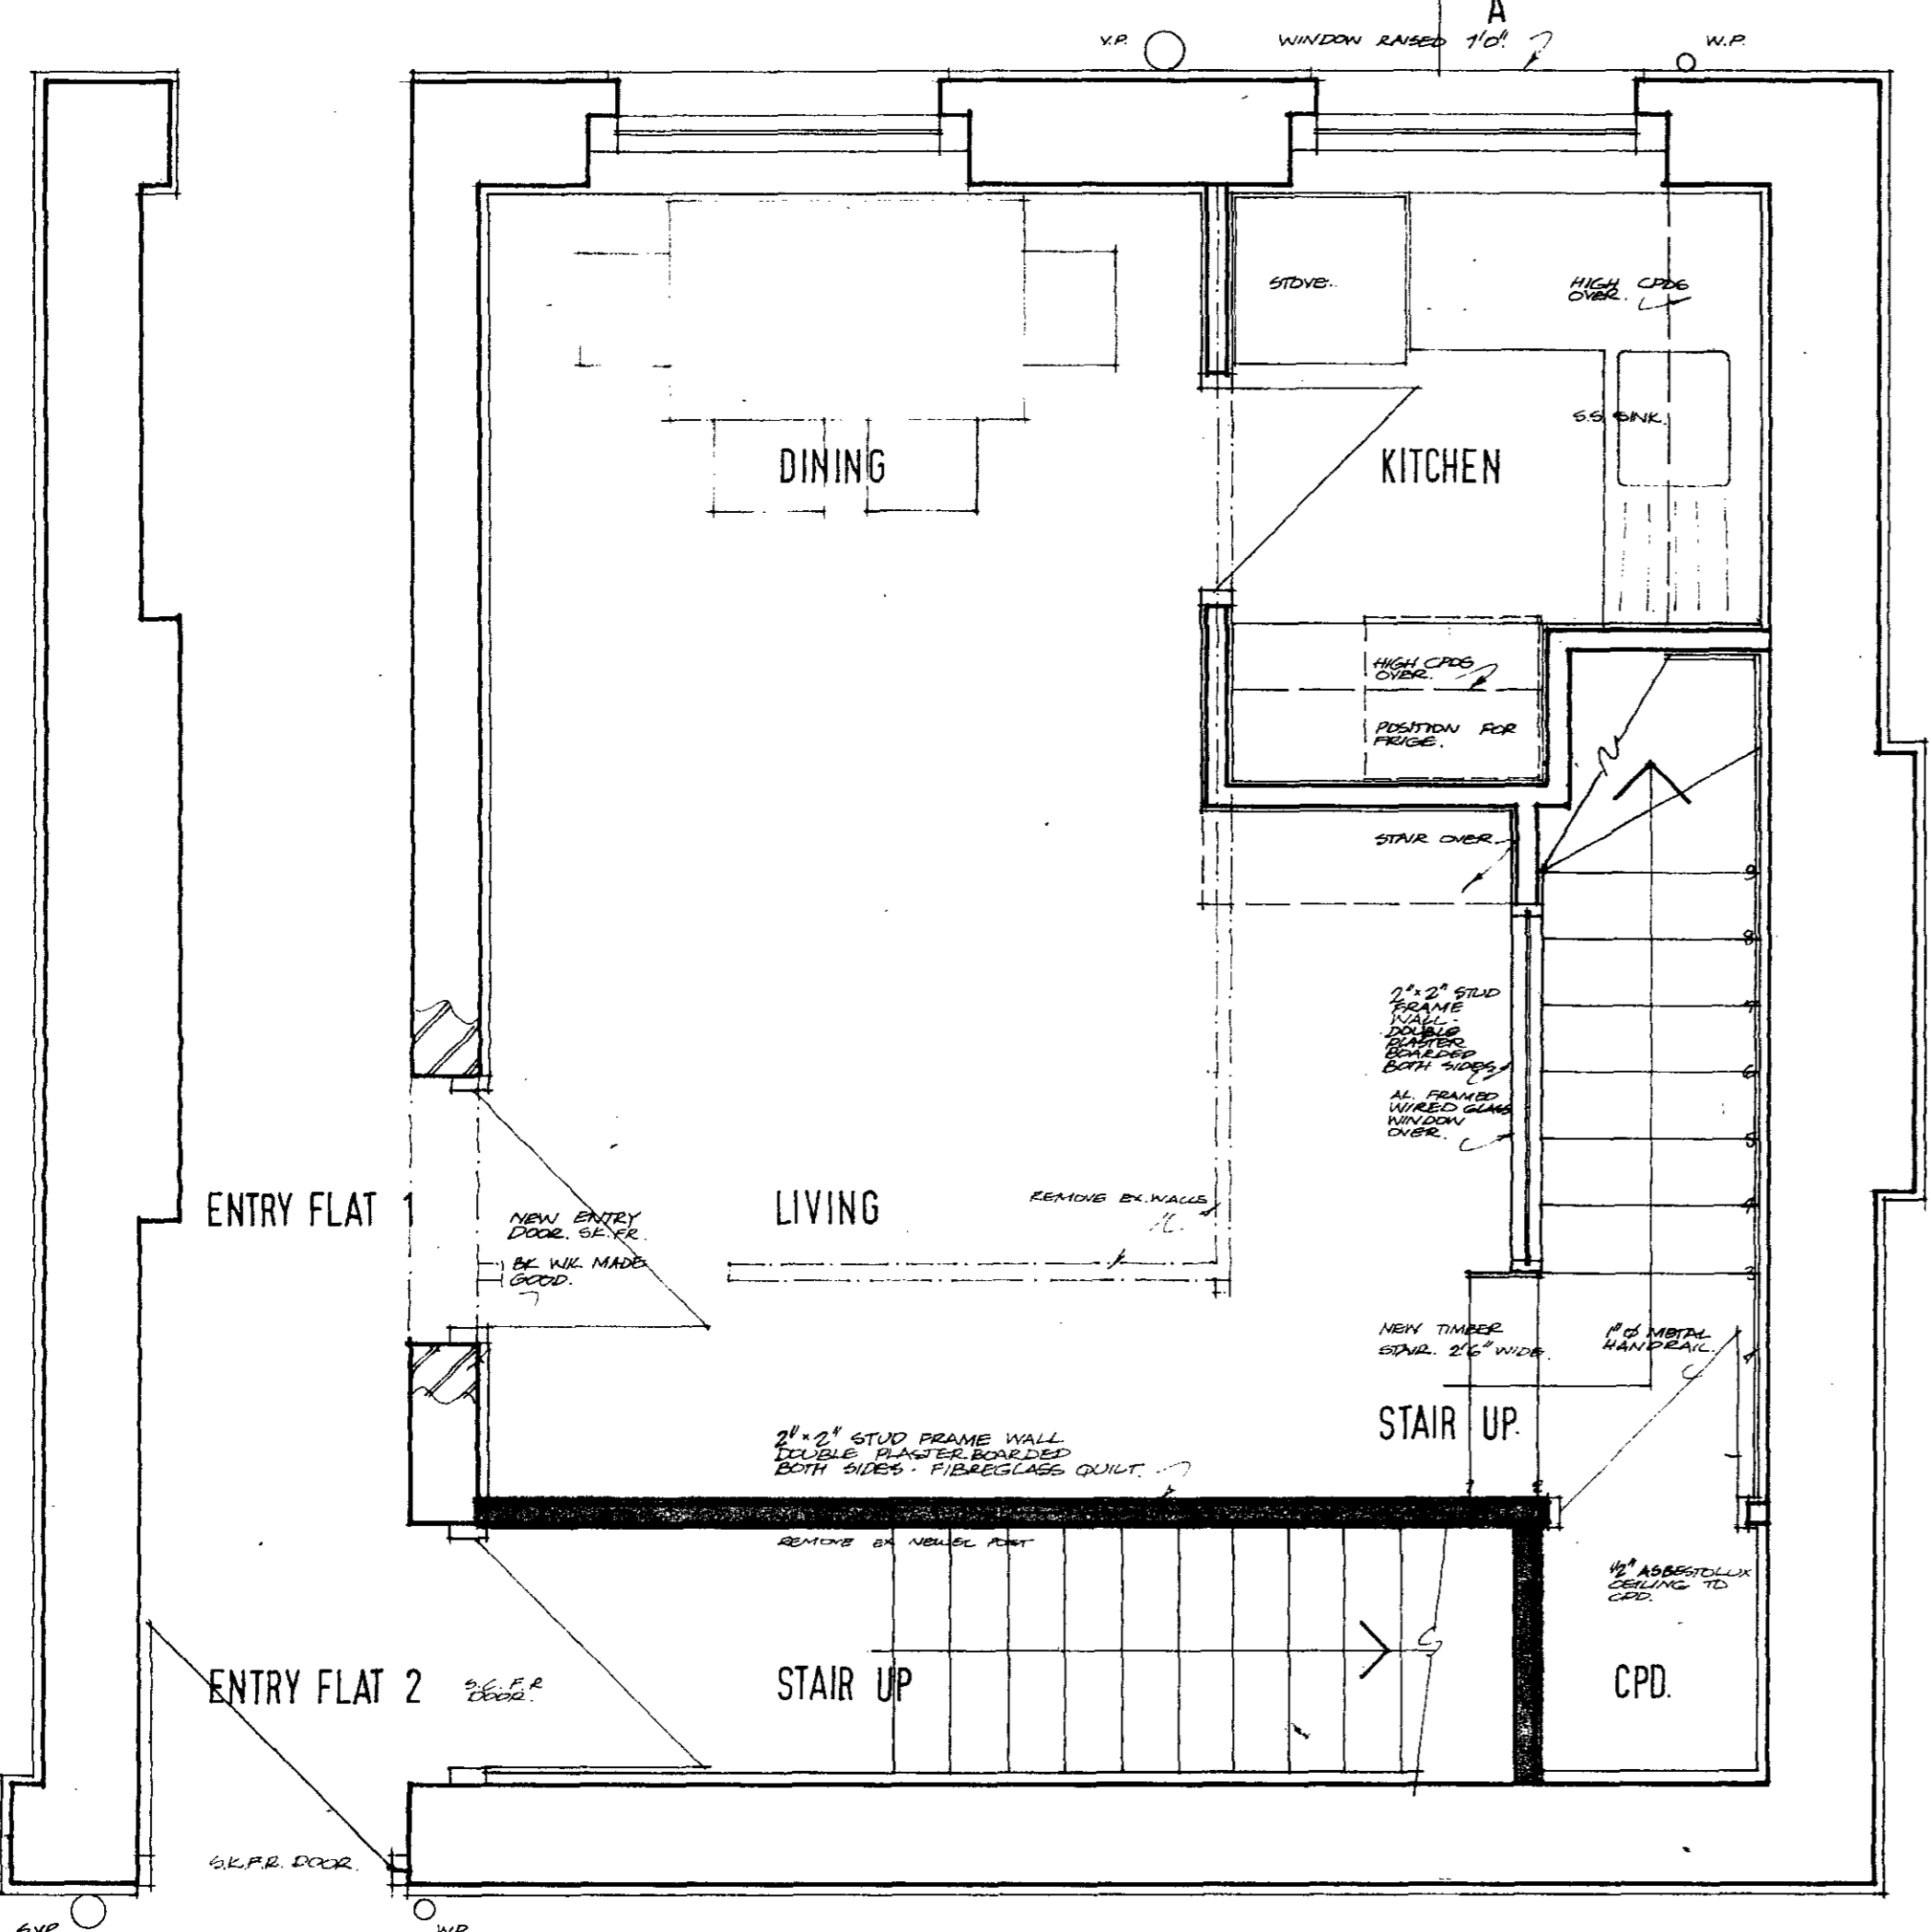 A
V.P.
WINDOW RAISED 1'0"
W.P.
STOVE.
HIGH CPDS
OVER.
S.S. SINK.
DINING
KITCHEN
HIGH CPDS
OVER.
POSITION FOR
FRIGE.
STAIR OVER.
9
8
7
6
5
4
3
2"×2" STUD
FRAME
WALL -
DOUBLE
PLASTER
BOARDED
BOTH SIDES
AL. FRAMED
WIRED GLASS
WINDOW
OVER.
ENTRY FLAT 1
NEW ENTRY
DOOR. S.K. F.R.
BK WK MADE
GOOD.
LIVING
REMOVE EX. WALLS
NEW TIMBER
STAIR. 2'6" WIDE.
1" Ø METAL
HANDRAIL.
STAIR UP.
2"×2" STUD FRAME WALL
DOUBLE PLASTERBOARDED
BOTH SIDES - FIBREGLASS QUILT.
1
2
REMOVE EX NEWEL POST
1/2" ASBESTOLUX
CEILING TO
CPD.
ENTRY FLAT 2
S.C. F.R
DOOR.
STAIR UP
CPD.
S.K.F.R. DOOR.
S.V.P.
W.P.